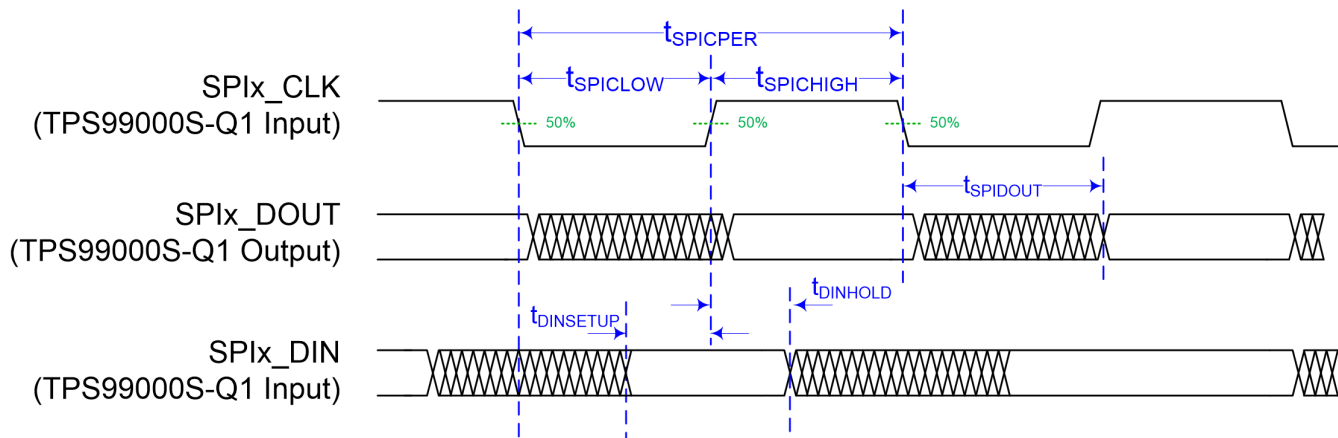 tSPICPER
tSPICLOW
tSPICHIGH
SPIx_CLK
(TPS99000S-Q1 Input)
50%
50%
50%
tSPIDOUT
SPIx_DOUT
(TPS99000S-Q1 Output)
tDINHOLD
tDINSETUP
SPIx_DIN
(TPS99000S-Q1 Input)